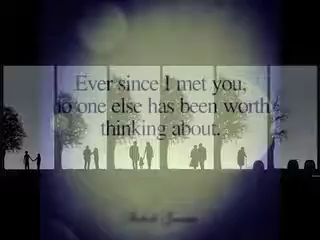 Ever since I met you,
no one else has been worth
thinking about.